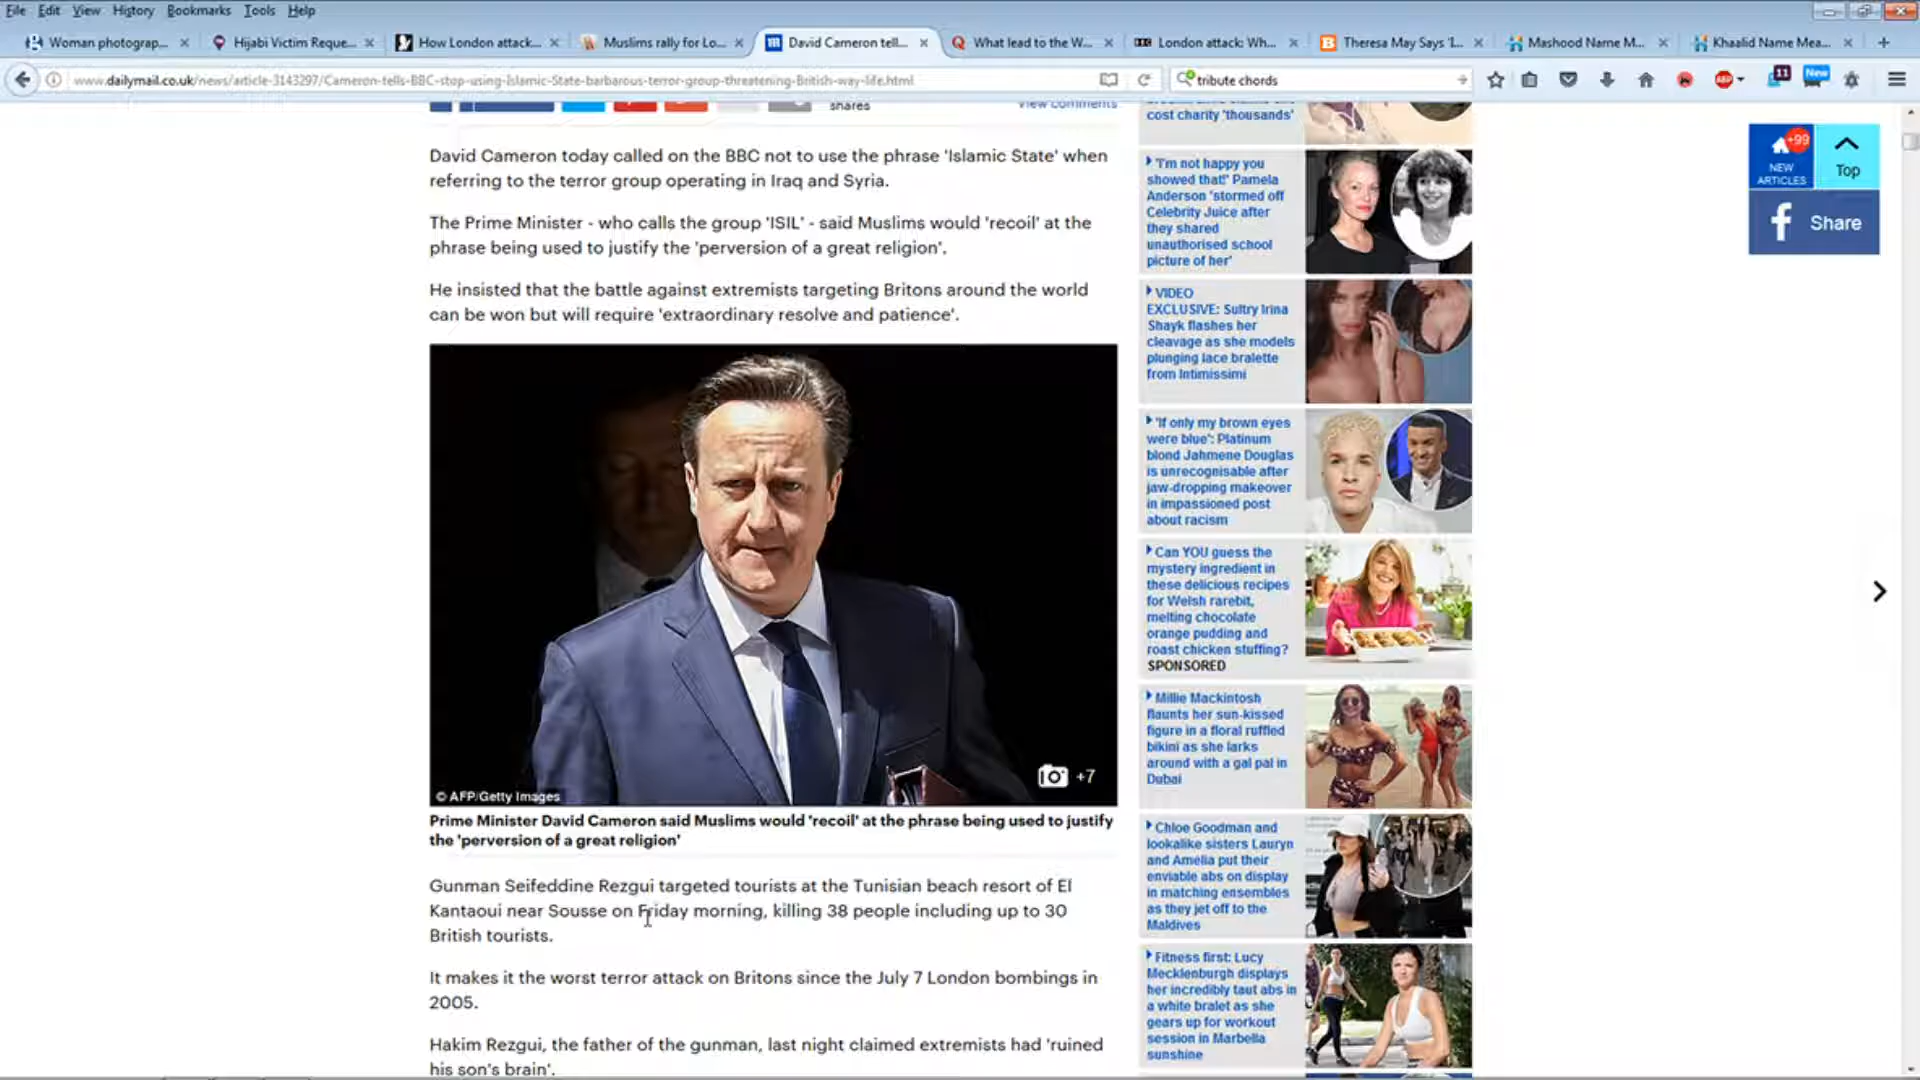 File Edit View History Bookmarks Tools Help
Woman photograp... × Hijabi Victim Reque... × How London attack... × Muslims rally for Lo... × David Cameron tell... × What lead to the W... × London attack: Wh... × Theresa May Says 'I... × Mashood Name M... × Khaalid Name Mea... × +
www.dailymail.co.uk/news/article-3143297/Cameron-tells-BBC-stop-using-Islamic-State-barbarous-terror-group-threatening-British-way-life.html
tribute chords
11
New
ABP
shares
View comments
David Cameron today called on the BBC not to use the phrase 'Islamic State' when
referring to the terror group operating in Iraq and Syria.
The Prime Minister - who calls the group 'ISIL' - said Muslims would 'recoil' at the
phrase being used to justify the 'perversion of a great religion'.
He insisted that the battle against extremists targeting Britons around the world
can be won but will require 'extraordinary resolve and patience'.
© AFP/Getty Images
+7
Prime Minister David Cameron said Muslims would 'recoil' at the phrase being used to justify
the 'perversion of a great religion'
Gunman Seifeddine Rezgui targeted tourists at the Tunisian beach resort of El
Kantaoui near Sousse on Friday morning, killing 38 people including up to 30
British tourists.
It makes it the worst terror attack on Britons since the July 7 London bombings in
2005.
Hakim Rezgui, the father of the gunman, last night claimed extremists had 'ruined
his son's brain'.
cost charity 'thousands'
'I'm not happy you
showed that!' Pamela
Anderson 'stormed off
Celebrity Juice after
they shared
unauthorised school
picture of her'
VIDEO
EXCLUSIVE: Sultry Irina
Shayk flashes her
cleavage as she models
plunging lace bralette
from Intimissimi
'If only my brown eyes
were blue': Platinum
blond Jahmene Douglas
is unrecognisable after
jaw-dropping makeover
in impassioned post
about racism
Can YOU guess the
mystery ingredient in
these delicious recipes
for Welsh rarebit,
melting chocolate
orange pudding and
roast chicken stuffing?
SPONSORED
Millie Mackintosh
flaunts her sun-kissed
figure in a floral ruffled
bikini as she larks
around with a gal pal in
Dubai
Chloe Goodman and
lookalike sisters Lauryn
and Amelia put their
enviable abs on display
in matching ensembles
as they jet off to the
Maldives
Fitness first: Lucy
Mecklenburgh displays
her incredibly taut abs in
a white bralet as she
gears up for workout
session in Marbella
sunshine
+99
NEW
ARTICLES
Top
Share